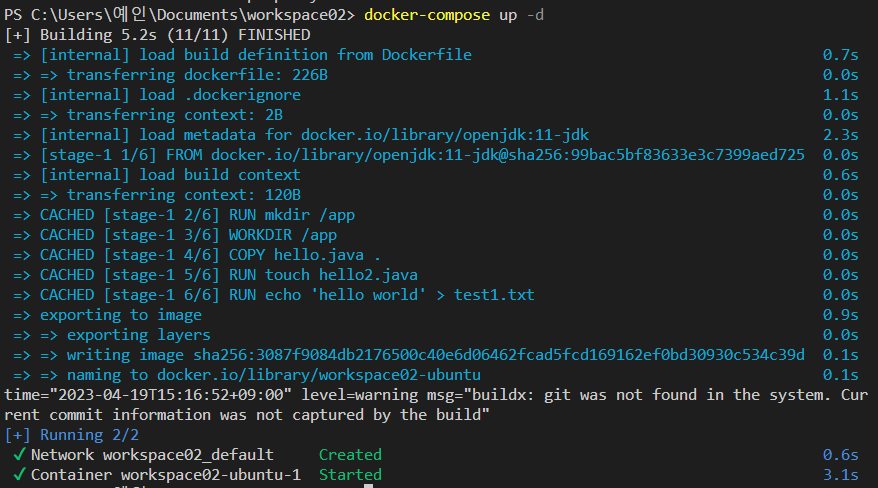 PS C:\Users\예인\Documents\workspace02> docker-compose up -d
[+] Building 5.2s (11/11) FINISHED
=> [internal] load build definition from Dockerfile 0.7s
=> => transferring dockerfile: 226B 0.0s
=> [internal] load .dockerignore 1.1s
=> => transferring context: 2B 0.0s
=> [internal] load metadata for docker.io/library/openjdk:11-jdk 2.3s
=> [stage-1 1/6] FROM docker.io/library/openjdk:11-jdk@sha256:99bac5bf83633e3c7399aed725 0.0s
=> [internal] load build context 0.6s
=> => transferring context: 120B 0.0s
=> CACHED [stage-1 2/6] RUN mkdir /app 0.0s
=> CACHED [stage-1 3/6] WORKDIR /app 0.0s
=> CACHED [stage-1 4/6] COPY hello.java . 0.0s
=> CACHED [stage-1 5/6] RUN touch hello2.java 0.0s
=> CACHED [stage-1 6/6] RUN echo 'hello world' > test1.txt 0.0s
=> exporting to image 0.9s
=> => exporting layers 0.0s
=> => writing image sha256:3087f9084db2176500c40e6d06462fcad5fcd169162ef0bd30930c534c39d 0.1s
=> => naming to docker.io/library/workspace02-ubuntu 0.1s
time="2023-04-19T15:16:52+09:00" level=warning msg="buildx: git was not found in the system. Cur
rent commit information was not captured by the build"
[+] Running 2/2
✔ Network workspace02_default Created 0.6s
✔ Container workspace02-ubuntu-1 Started 3.1s